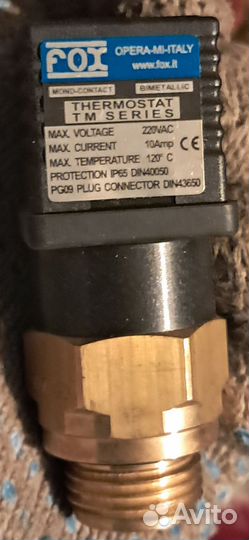 FOX
OPERA-MI-ITALY
www.fox.it
MONO-CONTACT BIMETALLIC
THERMOSTAT
TM SERIES
MAX. VOLTAGE 220VAC
MAX. CURRENT 10Amp CE
MAX. TEMPERATURE 120° C
PROTECTION IP65 DIN40050
PG09 PLUG CONNECTOR DIN43650
Avito